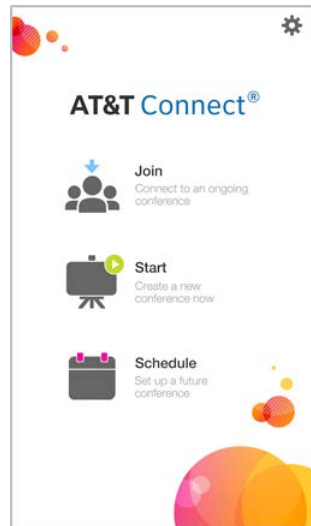 AT&T Connect®
Join
Connect to an ongoing
conference
Start
Create a new
conference now
Schedule
Set up a future
conference